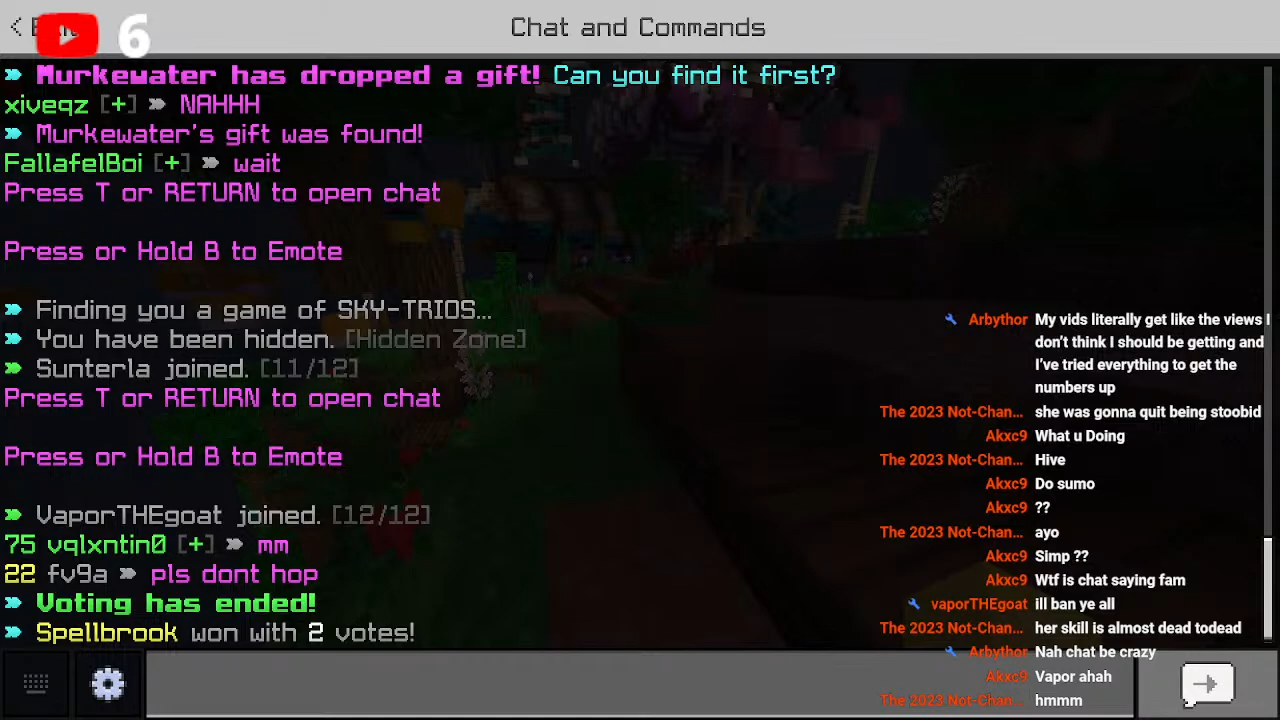 6
Chat and Commands
Murkewater has dropped a gift! Can you find it first?
xiveqz [+] » NAHHH
Murkewater's gift was found!
FallafelBoi [+] » wait
Press T or RETURN to open chat
Press or Hold B to Emote
» Finding you a game of SKY-TRIOS...
» You have been hidden. [Hidden Zone]
» Sunterla joined. [11/12]
Press T or RETURN to open chat
Press or Hold B to Emote
» VaporTHEgoat joined. [12/12]
75 vqlxntin0 [+] » mm
22 fv9a » pls dont hop
» Voting has ended!
» Spellbrook won with 2 votes!
Arbythor My vids literally get like the views I
don't think I should be getting and
I've tried everything to get the
numbers up
The 2023 Not-Chan... she was gonna quit being stoobid
Akxc9 What u Doing
The 2023 Not-Chan... Hive
Akxc9 Do sumo
Akxc9 ??
The 2023 Not-Chan... ayo
Akxc9 Simp ??
Akxc9 Wtf is chat saying fam
vaporTHEgoat ill ban ye all
The 2023 Not-Chan... her skill is almost dead todead
Arbythor Nah chat be crazy
Akxc9 Vapor ahah
The 2023 Not-Chan... hmmm